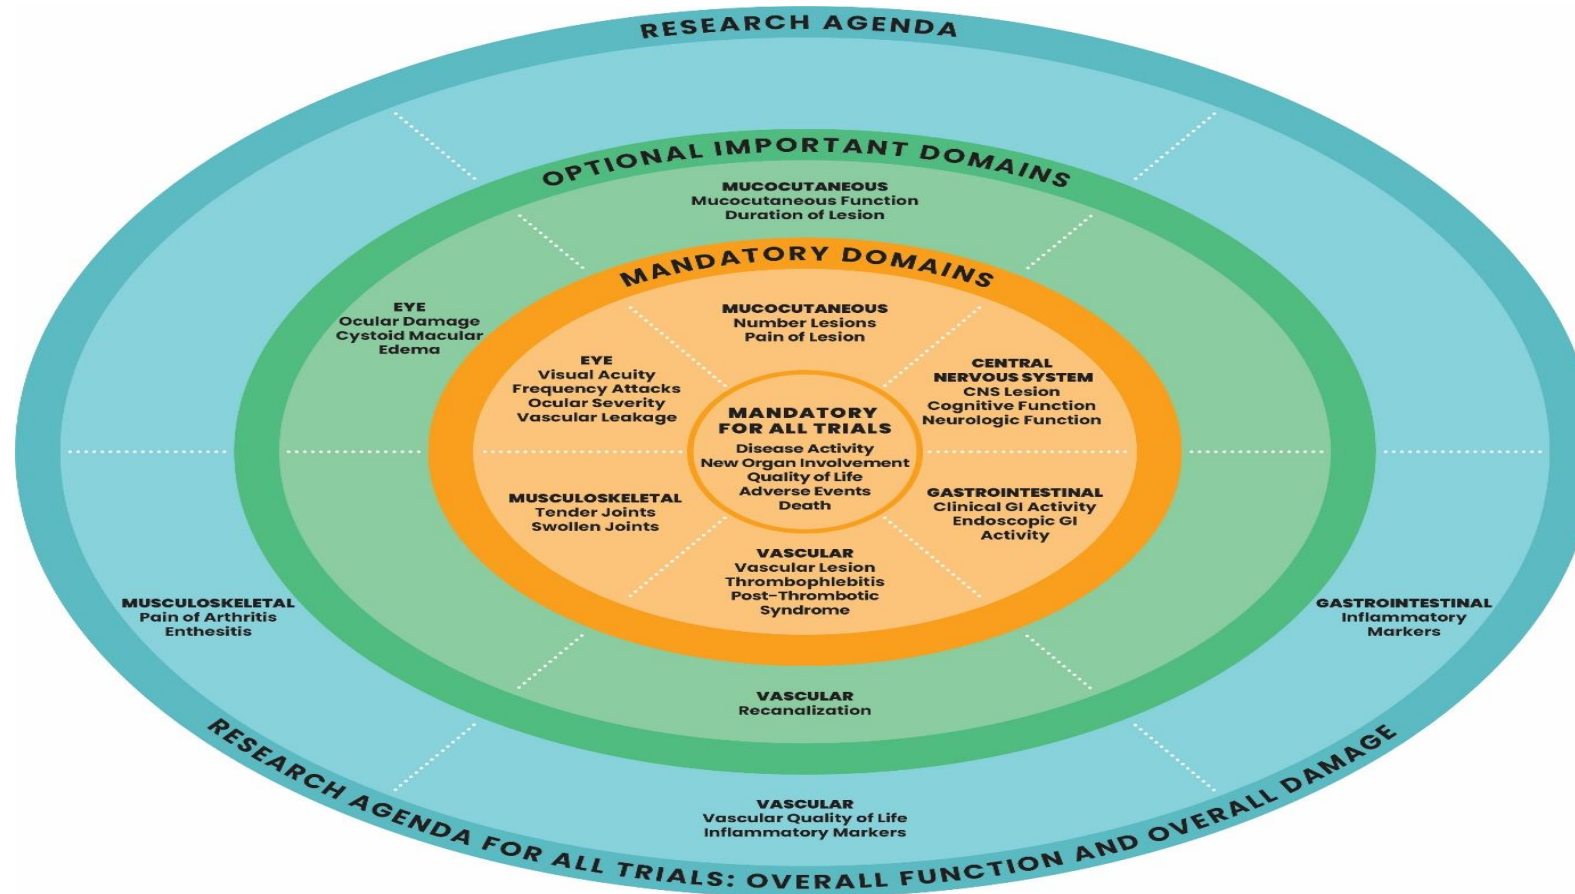 RESEARCH AGENDA
OPTIONAL IMPORTANT DOMAINS
MUCOCUTANEOUS
Mucocutaneous Function
Duration of Lesion
EYE
Ocular Damage
Cystoid Macular
Edema
MANDATORY DOMAINS
MUCOCUTANEOUS
Number Lesions
Pain of Lesion
EYE
Visual Acuity
Frequency Attacks
Ocular Severity
Vascular Leakage
CENTRAL
NERVOUS SYSTEM
CNS Lesion
Cognitive Function
Neurologic Function
MANDATORY
FOR ALL TRIALS
Disease Activity
New Organ Involvement
Quality of Life
Adverse Events
Death
MUSCULOSKELETAL
Tender Joints
Swollen Joints
GASTROINTESTINAL
Clinical GI Activity
Endoscopic GI
Activity
VASCULAR
Vascular Lesion
Thrombophlebitis
Post-Thrombotic
Syndrome
MUSCULOSKELETAL
Pain of Arthritis
Enthesitis
GASTROINTESTINAL
Inflammatory
Markers
VASCULAR
Recanalization
VASCULAR
Vascular Quality of Life
Inflammatory Markers
RESEARCH AGENDA FOR ALL TRIALS: OVERALL FUNCTION AND OVERALL DAMAGE